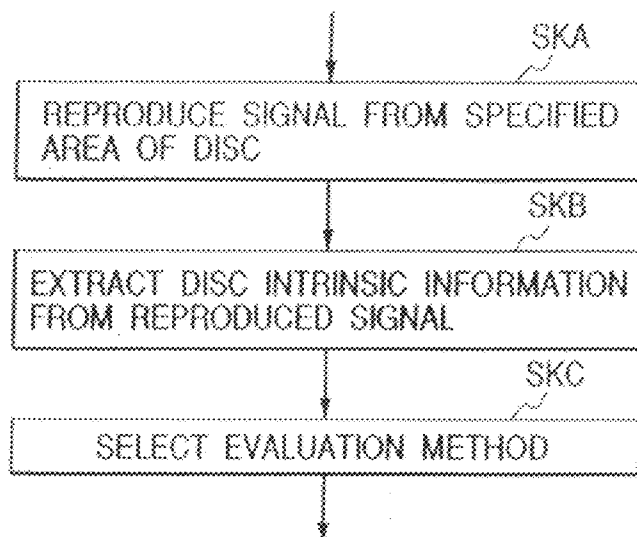 SKA
REPRODUCE SIGNAL FROM SPECIFIED
AREA OF DISC
SKB
EXTRACT DISC INTRINSIC INFORMATION
FROM REPRODUCED SIGNAL
SKC
SELECT EVALUATION METHOD